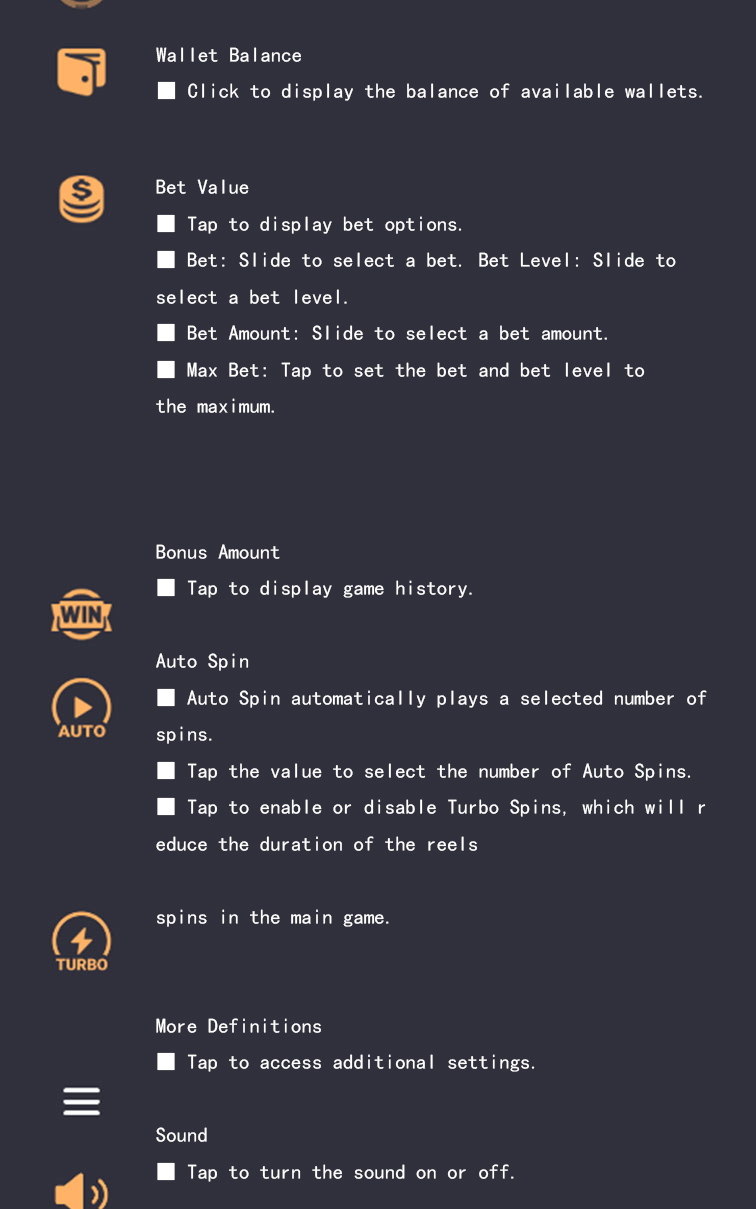 Wallet Balance
■ Click to display the balance of available wallets.
$
Bet Value
■ Tap to display bet options.
■ Bet: Slide to select a bet. Bet Level: Slide to
select a bet level.
■ Bet Amount: Slide to select a bet amount.
■ Max Bet: Tap to set the bet and bet level to
the maximum.
Bonus Amount
■ Tap to display game history.
WIN
Auto Spin
■ Auto Spin automatically plays a selected number of
spins.
AUTO
■ Tap the value to select the number of Auto Spins.
■ Tap to enable or disable Turbo Spins, which will r
educe the duration of the reels
spins in the main game.
TURBO
More Definitions
■ Tap to access additional settings.
Sound
■ Tap to turn the sound on or off.